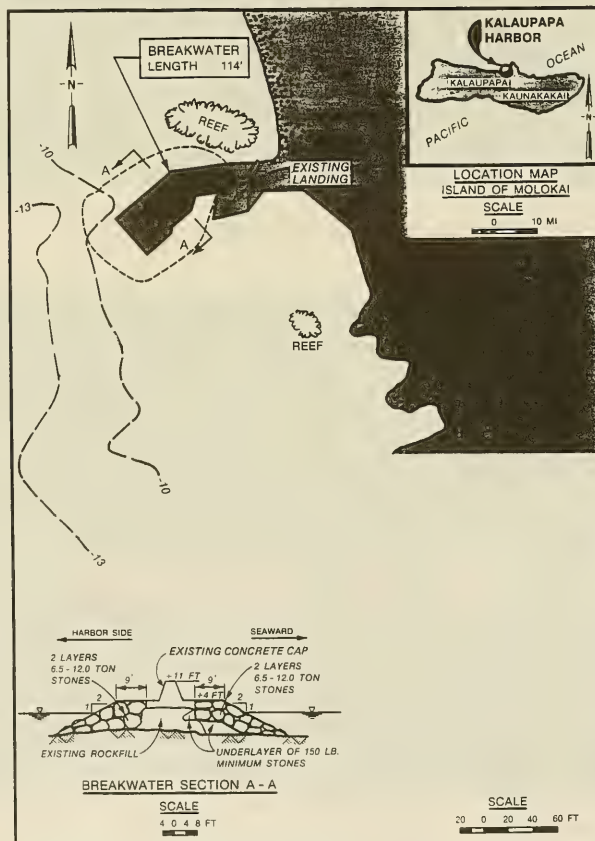 -N-
BREAKWATER
LENGTH 114'
REEF
EXISTING
LANDING
A
A
-10
-13
REEF
-10
-13
KALAUPAPA
HARBOR
OCEAN
KALAUPAPA
KAUNAKAKAI
PACIFIC
-N-
LOCATION MAP
ISLAND OF MOLOKAI
SCALE
0 10 MI
HARBOR SIDE
SEAWARD
2 LAYERS
6.5-12.0 TON
STONES
9'
EXISTING CONCRETE CAP
+11 FT
9'
+4 FT
2 LAYERS
6.5-12.0 TON
STONES
2
1
2
1
EXISTING ROCKFILL
UNDERLAYER OF 150 LB.
MINIMUM STONES
BREAKWATER SECTION A-A
SCALE
4 0 4 8 FT
SCALE
20 0 20 40 60 FT